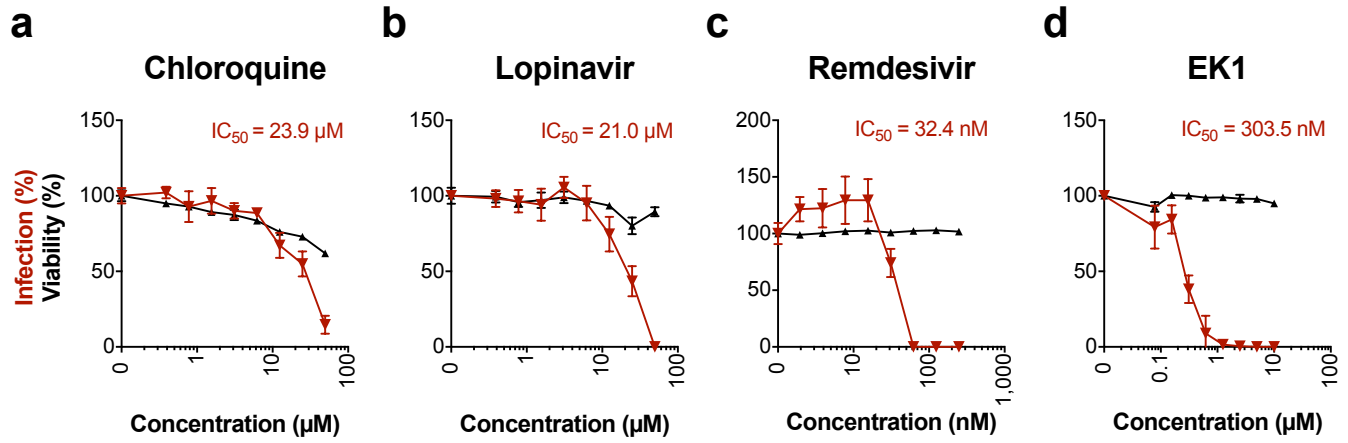 a
Chloroquine
IC50 = 23.9 µM
Infection (%)
Viability (%)
150
100
50
0
0
1
10
100
Concentration (µM)
b
Lopinavir
IC50 = 21.0 µM
150
100
50
0
0
1
10
100
Concentration (µM)
c
Remdesivir
IC50 = 32.4 nM
200
150
100
50
0
0
10
100
1,000
Concentration (nM)
d
EK1
IC50 = 303.5 nM
150
100
50
0
0
0.1
1
10
100
Concentration (µM)